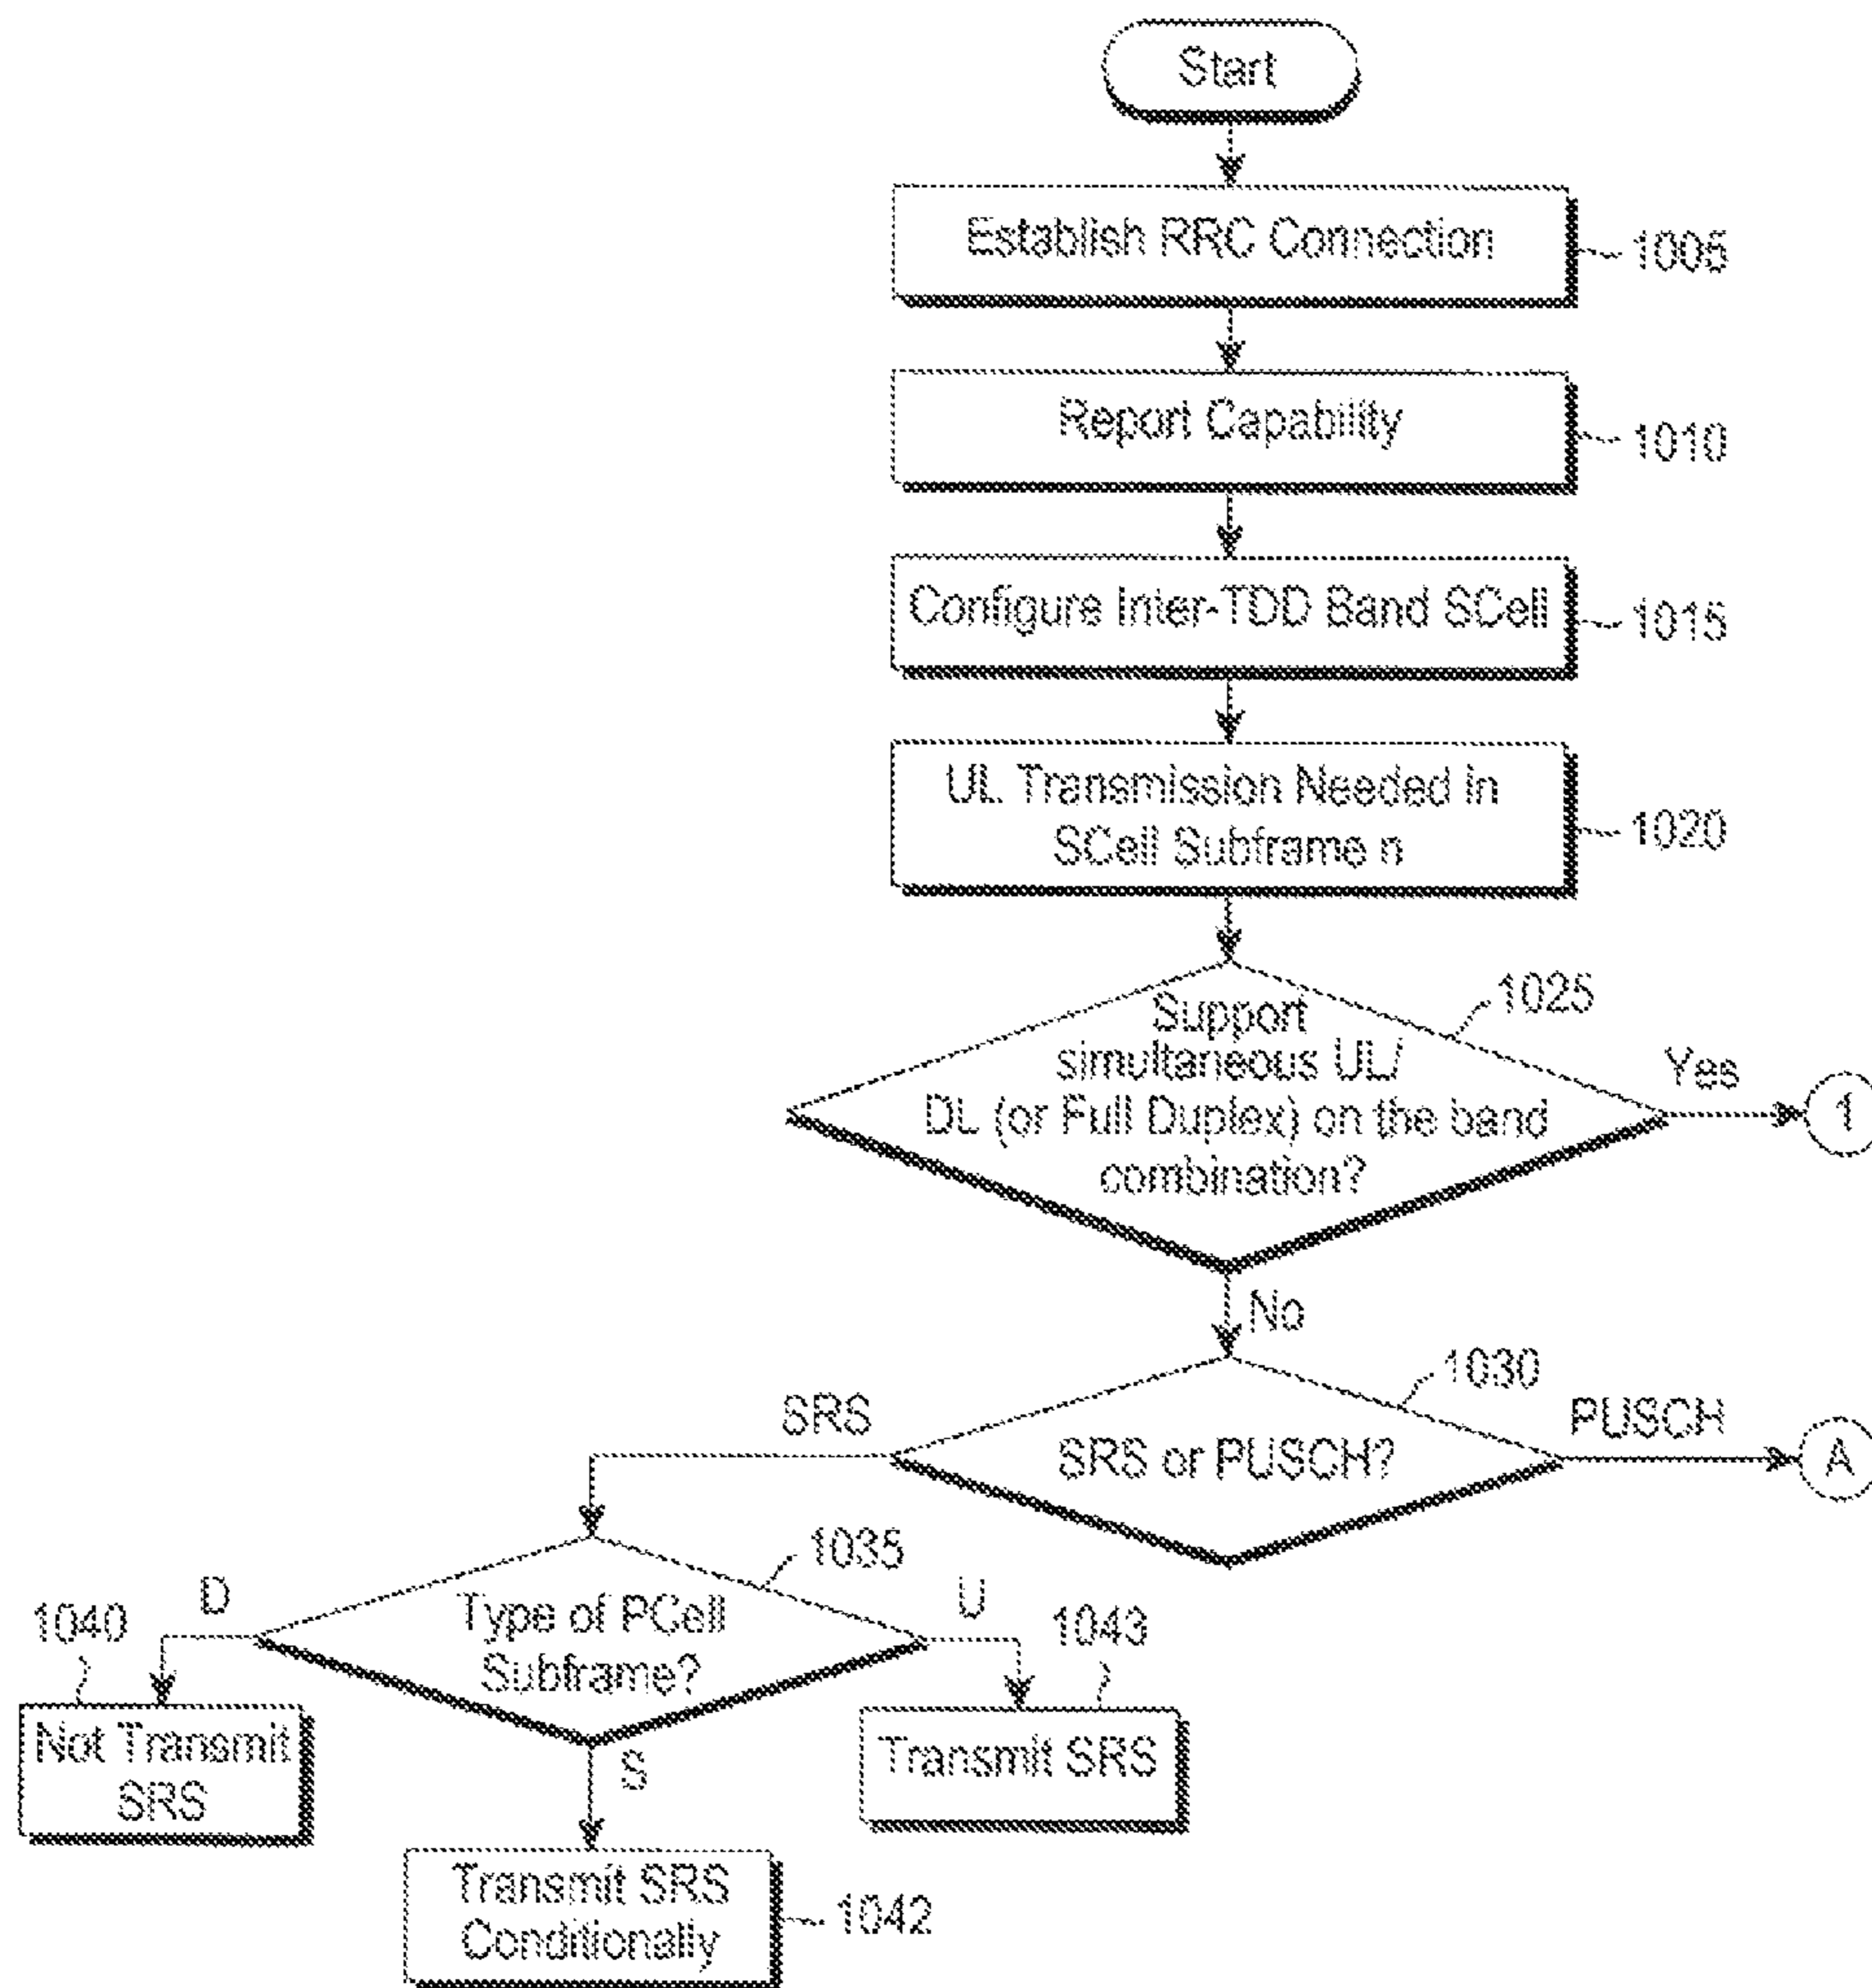 Start
Establish RRC Connection
1005
Report Capability
1010
Configure Inter-TDD Band SCell
1015
UL Transmission Needed in
SCell Subframe n
1020
Support
simultaneous UL/
DL (or Full Duplex) on the band
combination?
1025
Yes
1
No
SRS or PUSCH?
1030
SRS
PUSCH
A
Type of PCell
Subframe?
1035
D
U
S
1040
Not Transmit
SRS
1043
Transmit SRS
Transmit SRS
Conditionally
1042